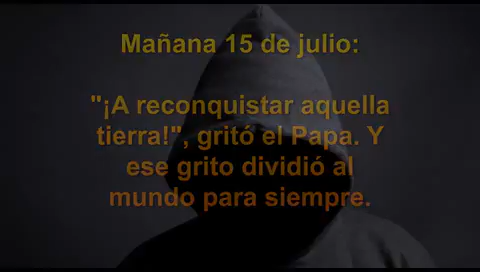 Mañana 15 de julio:
"¡A reconquistar aquella
tierra!", gritó el Papa. Y
ese grito dividió al
mundo para siempre.